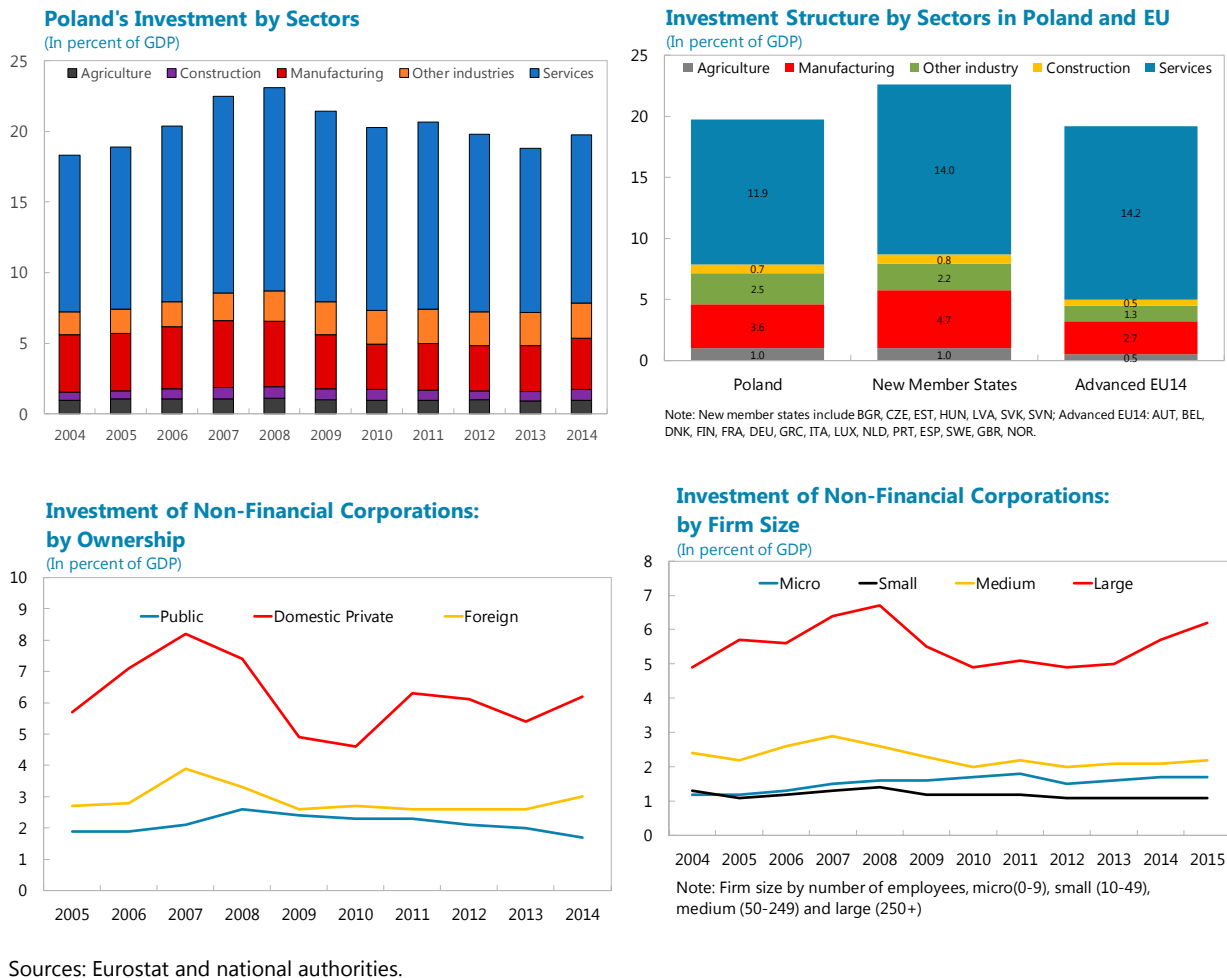 Poland's Investment by Sectors
(In percent of GDP)
25
20
15
10
5
0
Agriculture Construction Manufacturing Other industries Services
2004 2005 2006 2007 2008 2009 2010 2011 2012 2013 2014
Investment Structure by Sectors in Poland and EU
(In percent of GDP)
25
20
15
10
5
0
Agriculture Manufacturing Other industry Construction Services
11.9
0.7
2.5
3.6
1.0
14.0
0.8
2.2
4.7
1.0
14.2
0.5
1.3
2.7
0.5
Poland New Member States Advanced EU14
Note: New member states include BGR, CZE, EST, HUN, LVA, SVK, SVN; Advanced EU14: AUT, BEL,
DNK, FIN, FRA, DEU, GRC, ITA, LUX, NLD, PRT, ESP, SWE, GBR, NOR.
Investment of Non-Financial Corporations:
by Ownership
(In percent of GDP)
10
9
8
7
6
5
4
3
2
1
0
Public Domestic Private Foreign
2005 2006 2007 2008 2009 2010 2011 2012 2013 2014
Investment of Non-Financial Corporations:
by Firm Size
(In percent of GDP)
8
7
6
5
4
3
2
1
0
Micro Small Medium Large
2004 2005 2006 2007 2008 2009 2010 2011 2012 2013 2014 2015
Note: Firm size by number of employees, micro(0-9), small (10-49),
medium (50-249) and large (250+)
Sources: Eurostat and national authorities.